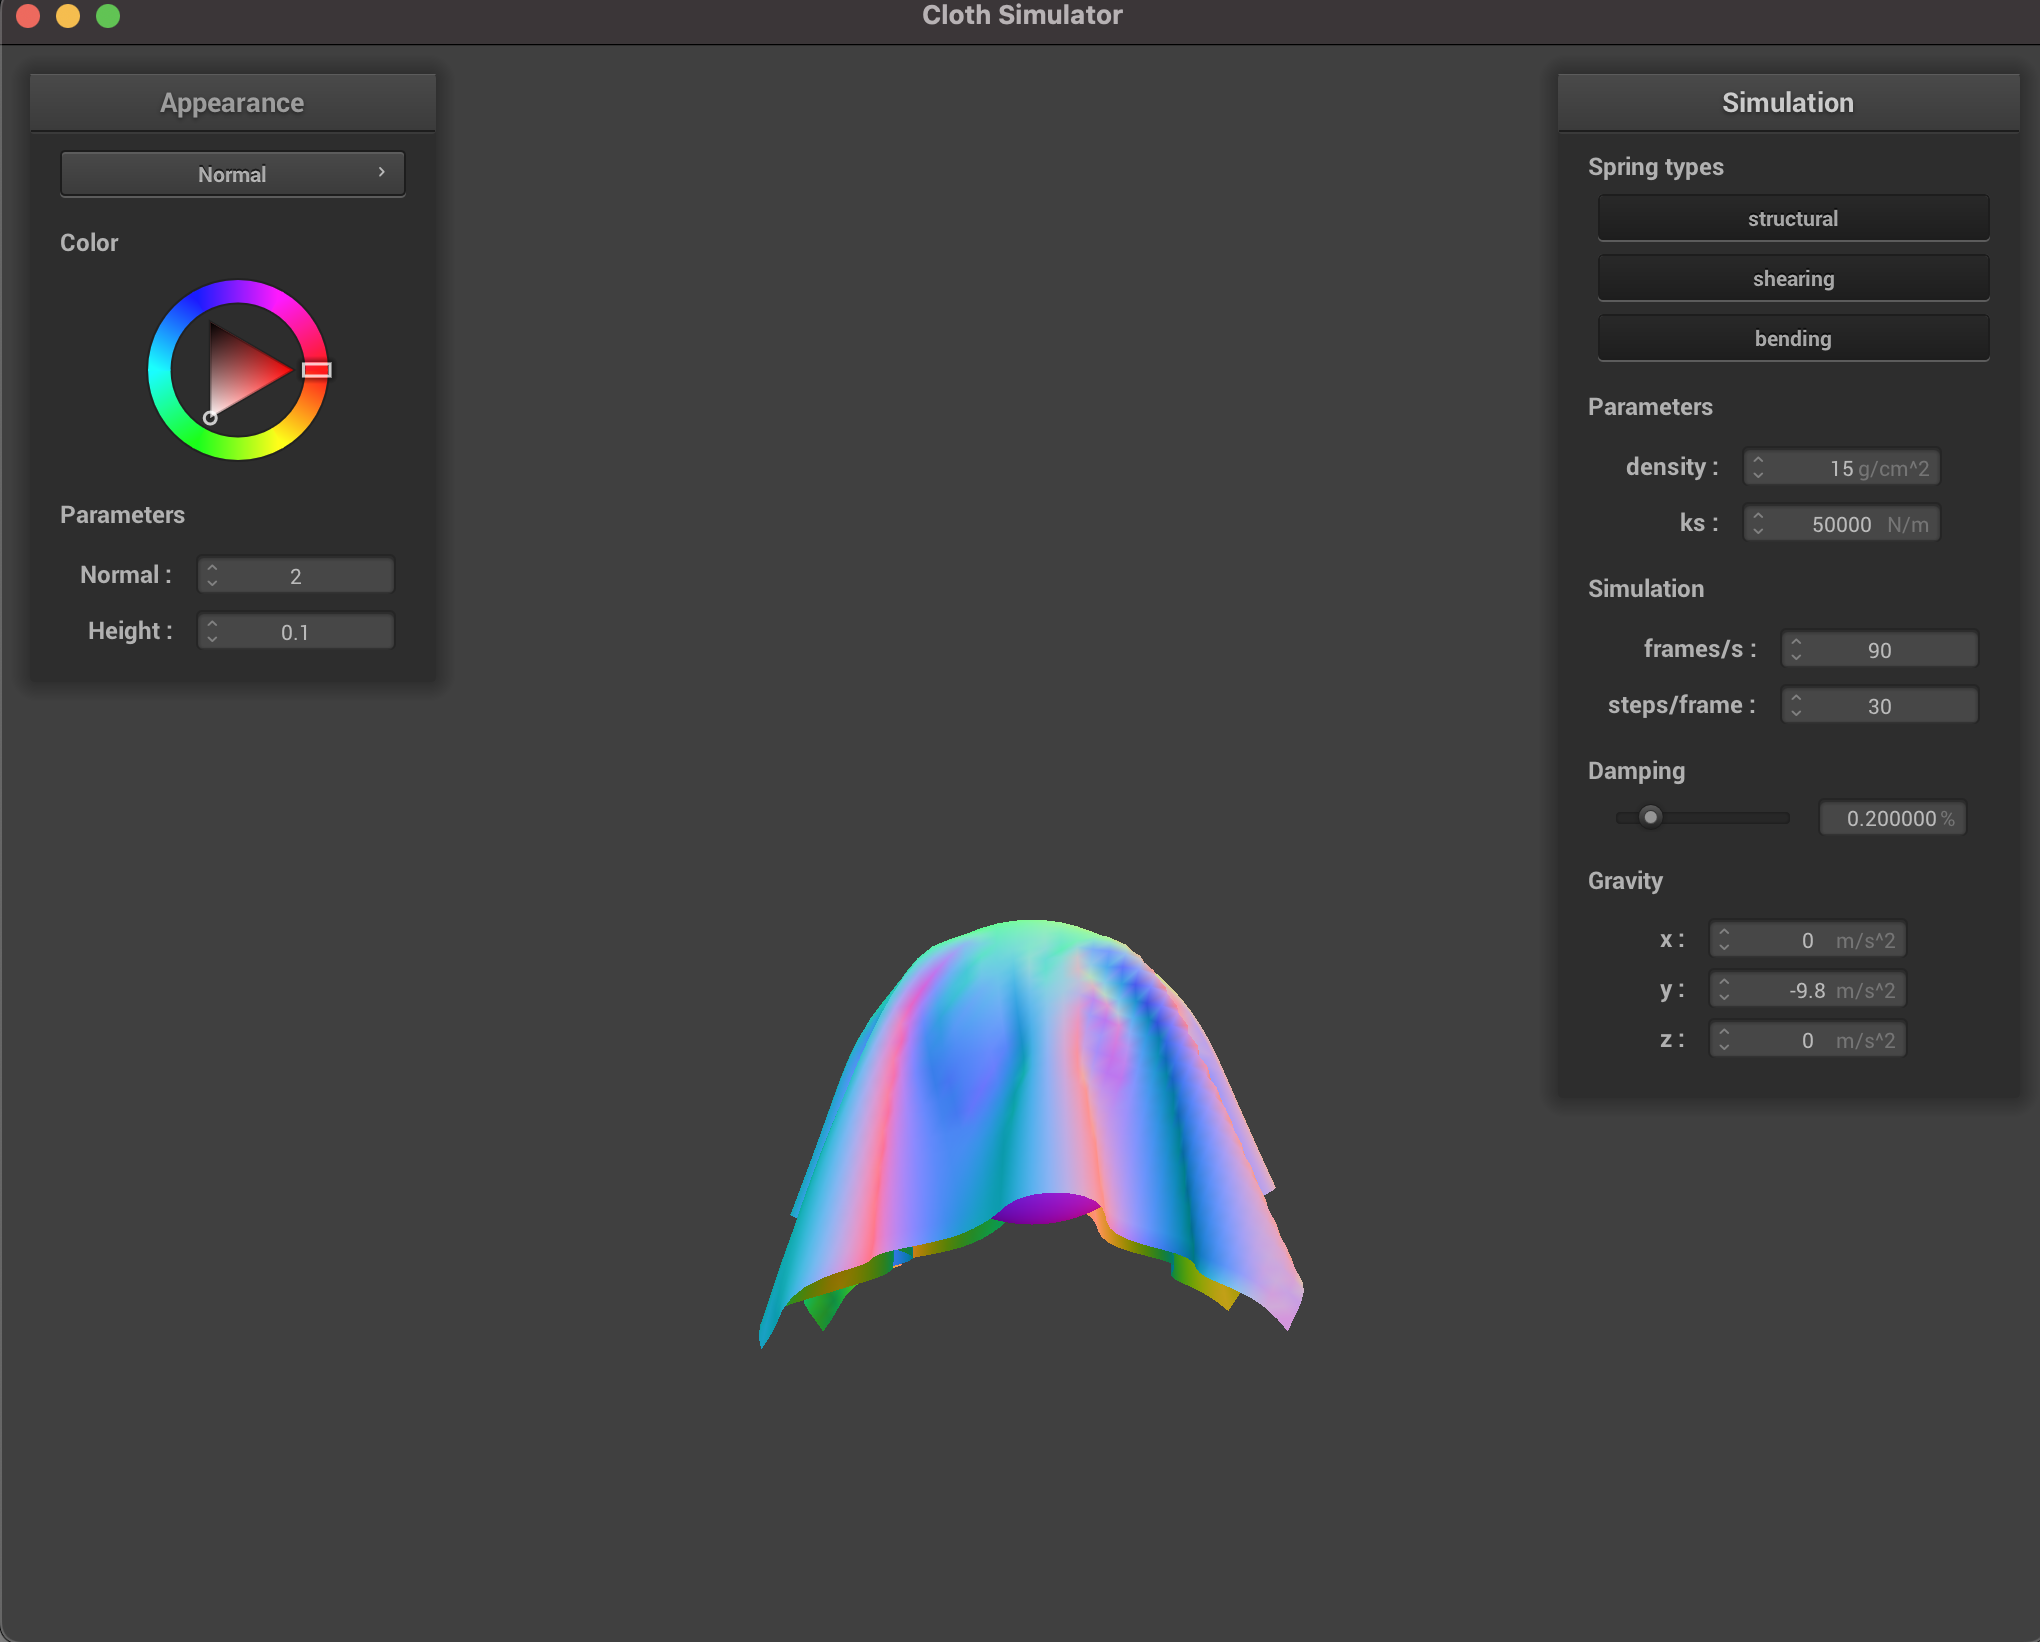 Cloth Simulator
Appearance
Normal
Color
Parameters
Normal : 2
Height : 0.1
Simulation
Spring types
structural
shearing
bending
Parameters
density : 15 g/cm^2
ks : 50000 N/m
Simulation
frames/s : 90
steps/frame : 30
Damping
0.200000 %
Gravity
x : 0 m/s^2
y : -9.8 m/s^2
z : 0 m/s^2